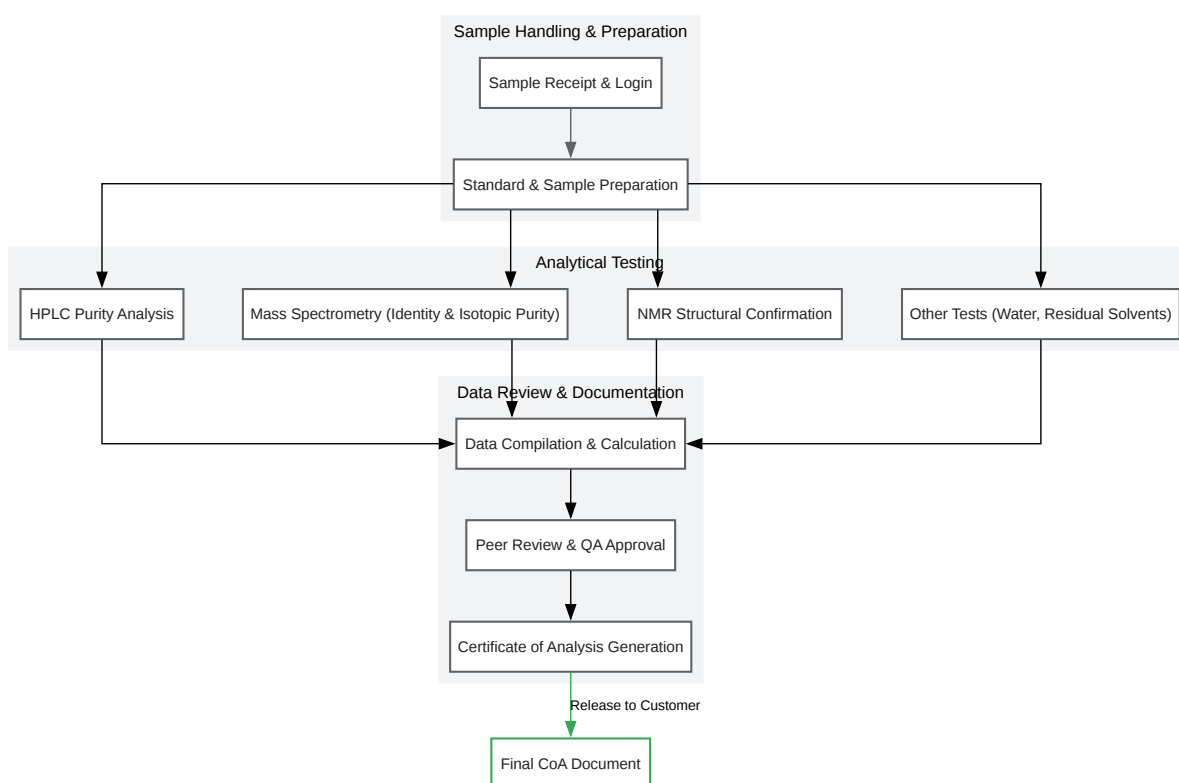 Sample Handling & Preparation
Sample Receipt & Login
Standard & Sample Preparation
Analytical Testing
HPLC Purity Analysis
Mass Spectrometry (Identity & Isotopic Purity)
NMR Structural Confirmation
Other Tests (Water, Residual Solvents)
Data Review & Documentation
Data Compilation & Calculation
Peer Review & QA Approval
Certificate of Analysis Generation
Release to Customer
Final CoA Document